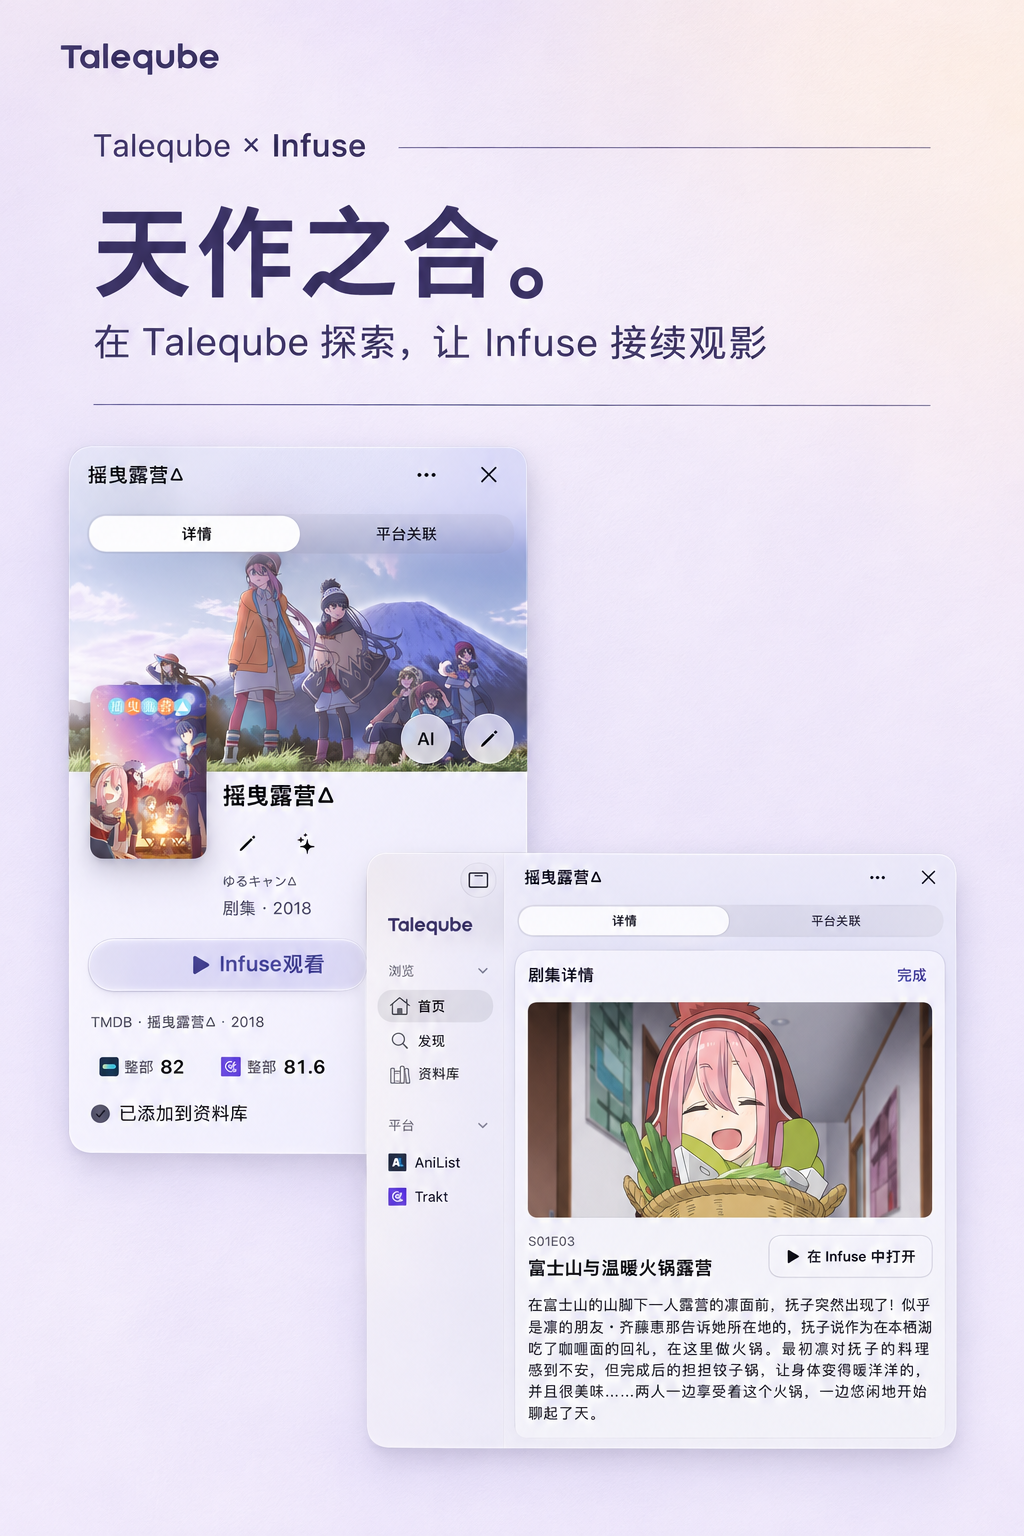 Taleqube
Taleqube × Infuse
天作之合。
在 Taleqube 探索，让 Infuse 接续观影
摇曳露营△
详情
平台关联
摇曳露营△
AI
摇曳露营△
ゆるキャン△
剧集 · 2018
Infuse观看
TMDB · 摇曳露营△ · 2018
整部 82
整部 81.6
已添加到资料库
Taleqube
浏览
首页
发现
资料库
平台
AniList
Trakt
摇曳露营△
详情
平台关联
剧集详情
完成
S01E03
富士山与温暖火锅露营
在 Infuse 中打开
在富士山的山脚下一人露营的凛面前，抚子突然出现了！似乎
是凛的朋友・齐藤惠那告诉她所在地的，抚子说作为在本栖湖
吃了咖喱面的回礼，在这里做火锅。最初凛对抚子的料理
感到不安，但完成后的担担饺子锅，让身体变得暖洋洋的，
并且很美味……两人一边享受着这个火锅，一边悠闲地开始
聊起了天。